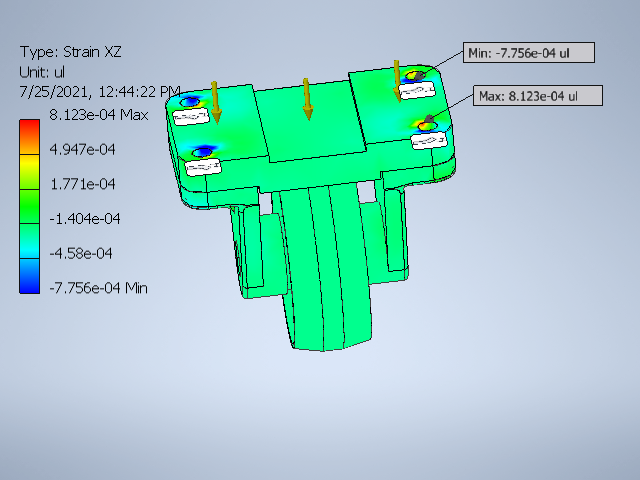 Type: Strain XZ
Unit: ul
7/25/2021, 12:44:22 PM
8.123e-04 Max
4.947e-04
1.771e-04
-1.404e-04
-4.58e-04
-7.756e-04 Min
Min: -7.756e-04 ul
Max: 8.123e-04 ul